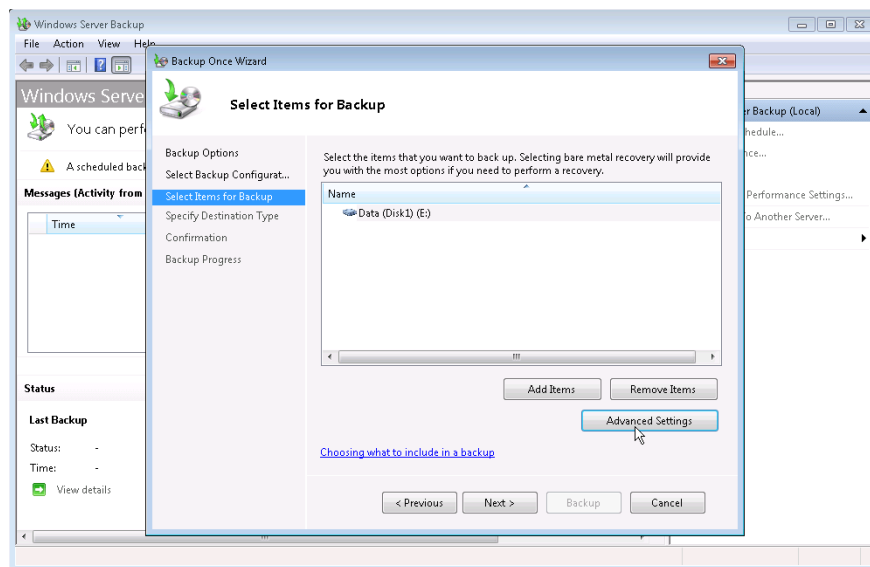 Windows Server Backup
File Action View Help
Backup Once Wizard
Windows Serve
Select Items for Backup
You can perf
A scheduled back
Messages (Activity from
Time
Status
Last Backup
Status: -
Time: -
View details
Backup Options
Select Backup Configurat...
Select Items for Backup
Specify Destination Type
Confirmation
Backup Progress
Select the items that you want to back up. Selecting bare metal recovery will provide
you with the most options if you need to perform a recovery.
Name
Data (Disk1) (E:)
Add Items Remove Items
Advanced Settings
Choosing what to include in a backup
< Previous Next > Backup Cancel
r Backup (Local)
hedule...
nce...
Performance Settings...
o Another Server...